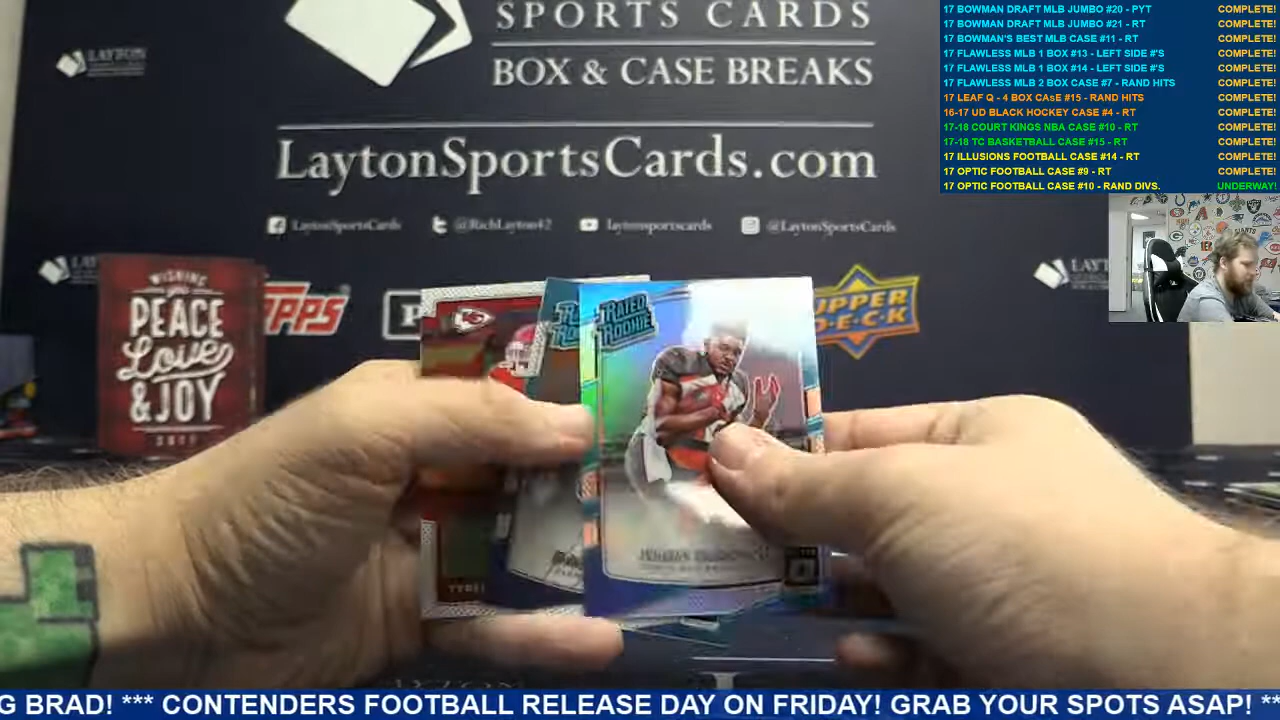 SPORTS CARDS
BOX & CASE BREAKS
LaytonSportsCards.com
LaytonSportsCards
@RichLayton42
laytonsportscards
@LaytonSportsCards
LAYTON
17 BOWMAN DRAFT MLB JUMBO #20 - PYT COMPLETE!
17 BOWMAN DRAFT MLB JUMBO #21 - RT COMPLETE!
17 BOWMAN'S BEST MLB CASE #11 - RT COMPLETE!
17 FLAWLESS MLB 1 BOX #13 - LEFT SIDE #'S COMPLETE!
17 FLAWLESS MLB 1 BOX #14 - LEFT SIDE #'S COMPLETE!
17 FLAWLESS MLB 2 BOX CASE #7 - RAND HITS COMPLETE!
17 LEAF Q - 4 BOX CAsE #15 - RAND HITS COMPLETE!
16-17 UD BLACK HOCKEY CASE #4 - RT COMPLETE!
17-18 COURT KINGS NBA CASE #10 - RT COMPLETE!
17-18 TC BASKETBALL CASE #15 - RT COMPLETE!
17 ILLUSIONS FOOTBALL CASE #14 - RT COMPLETE!
17 OPTIC FOOTBALL CASE #9 - RT COMPLETE!
17 OPTIC FOOTBALL CASE #10 - RAND DIVS. UNDERWAY!
WISHING
PEACE
Love
& JOY
2017
TOPPS
UPPER
DECK
RATED
ROOKIE
G BRAD! *** CONTENDERS FOOTBALL RELEASE DAY ON FRIDAY! GRAB YOUR SPOTS ASAP! **